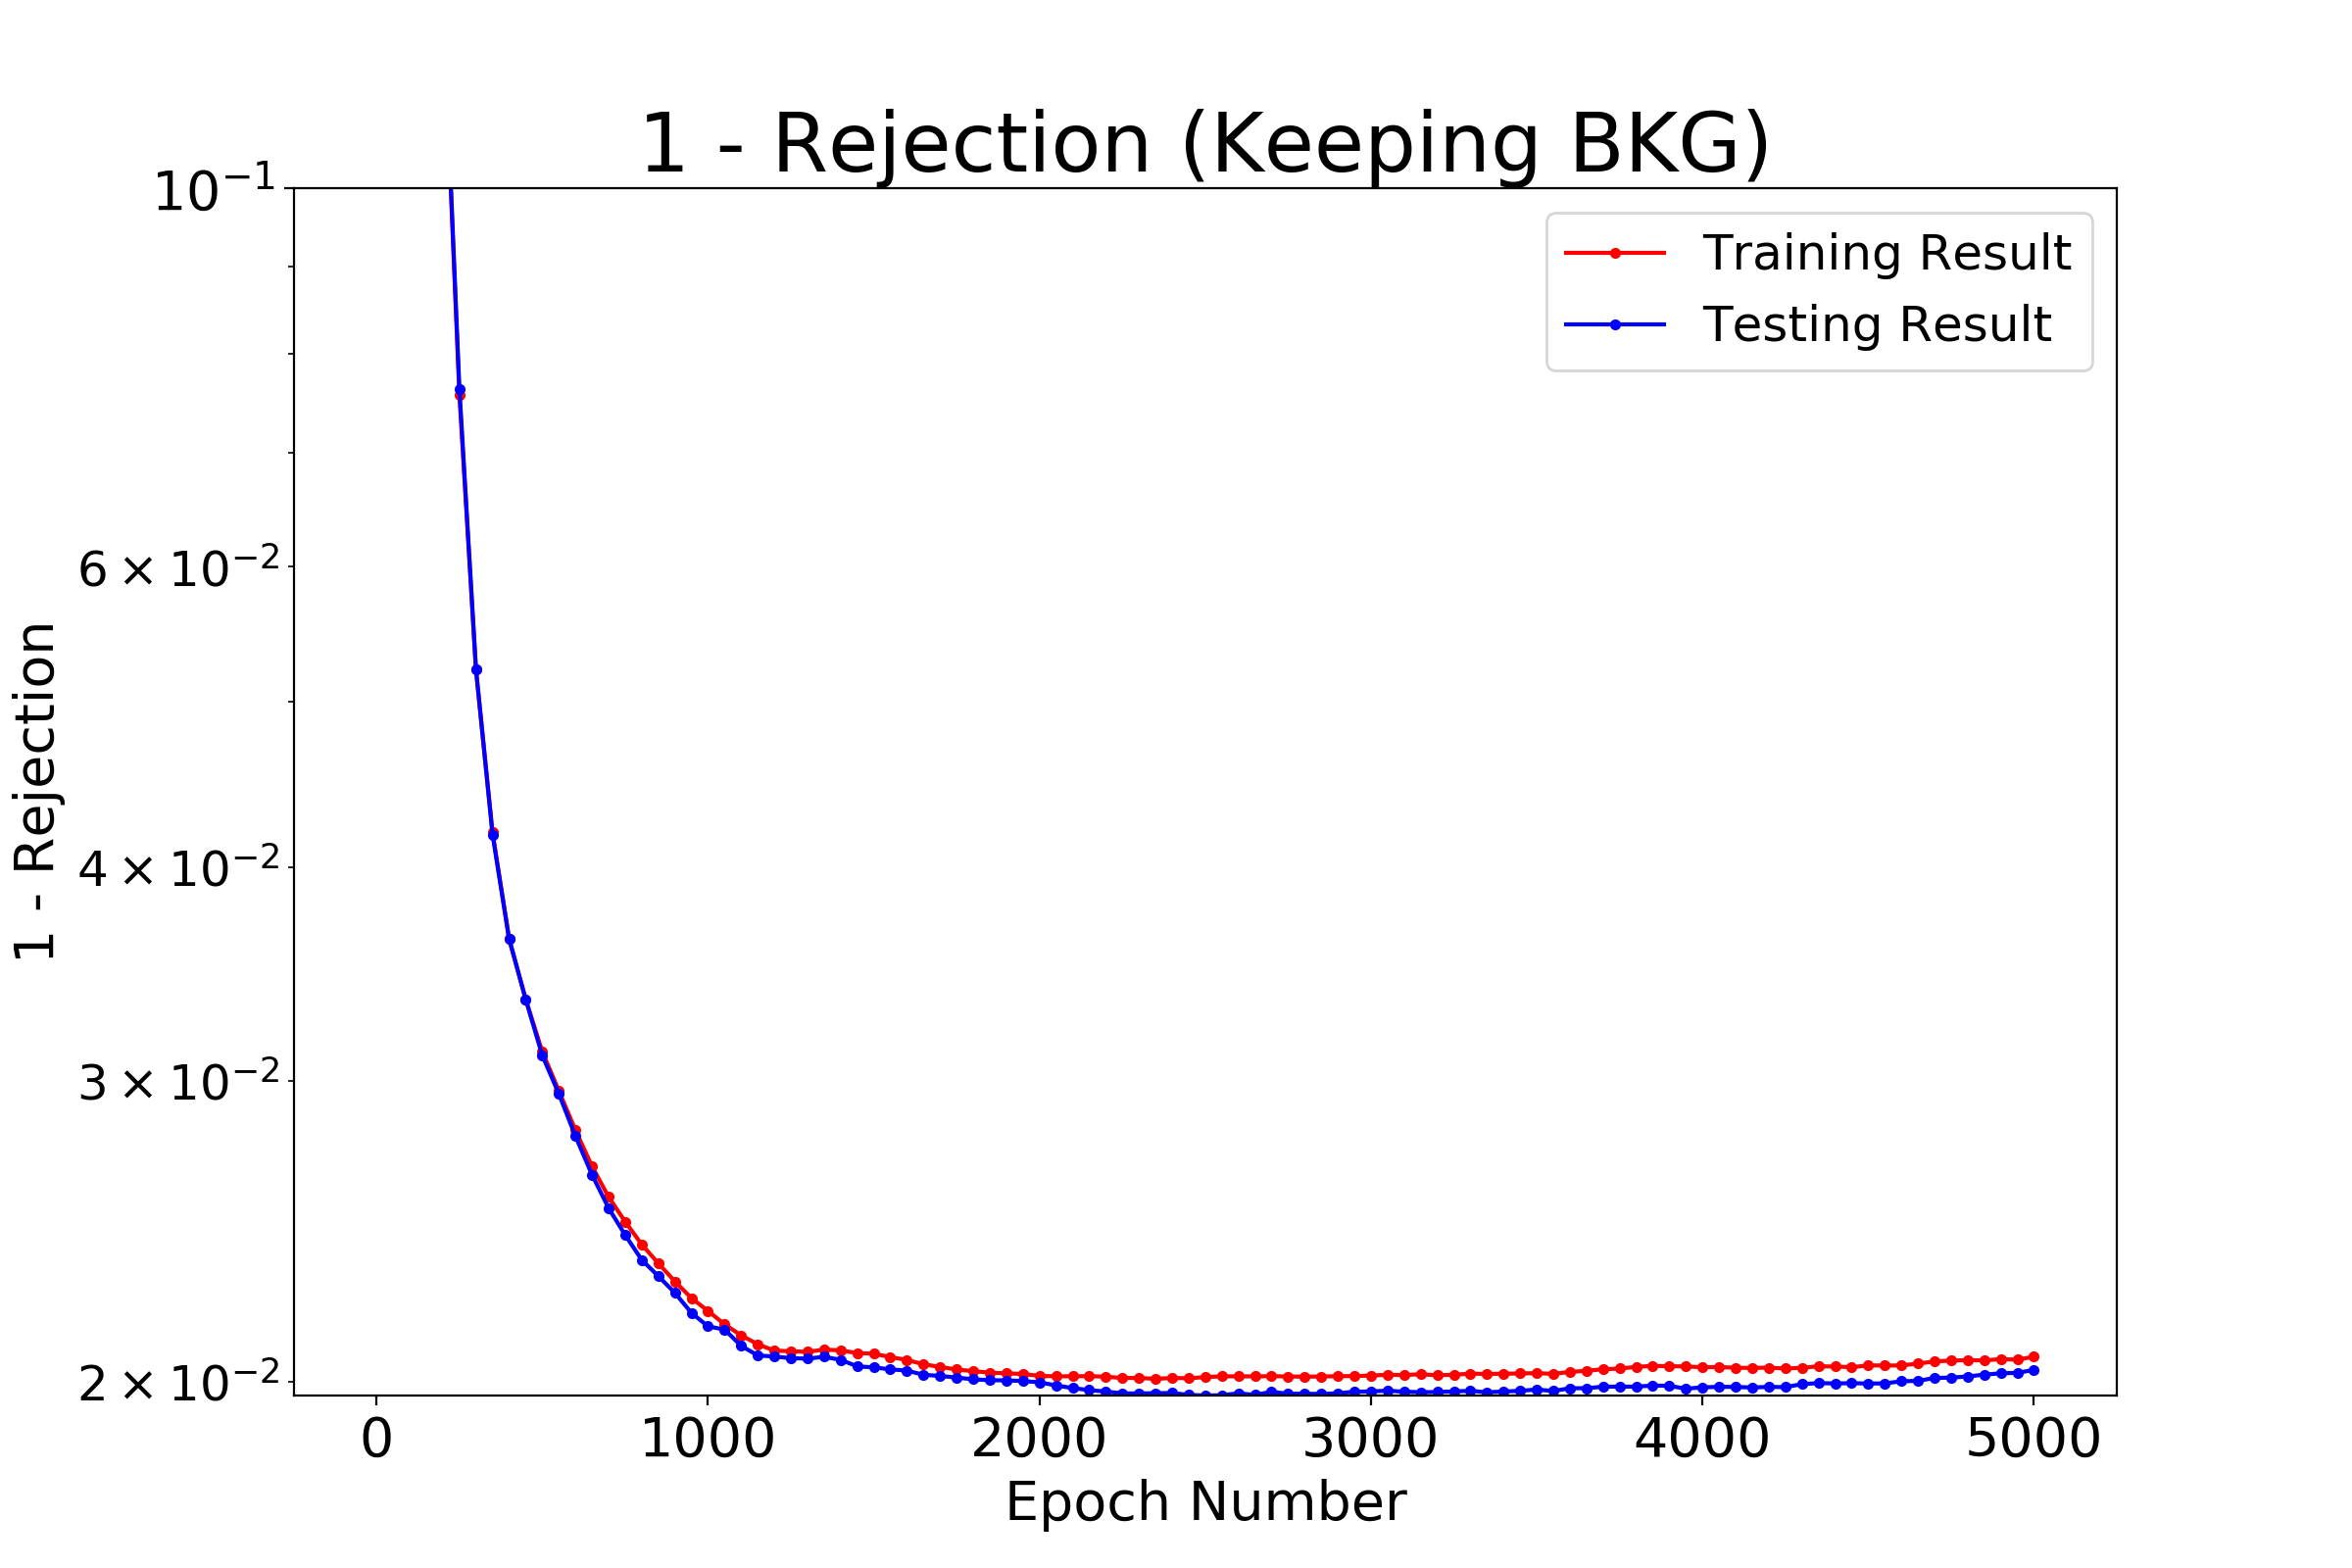 1 - Rejection (Keeping BKG)
10⁻¹
Training Result
Testing Result
6 × 10⁻²
4 × 10⁻²
3 × 10⁻²
2 × 10⁻²
1 - Rejection
0 1000 2000 3000 4000 5000
Epoch Number